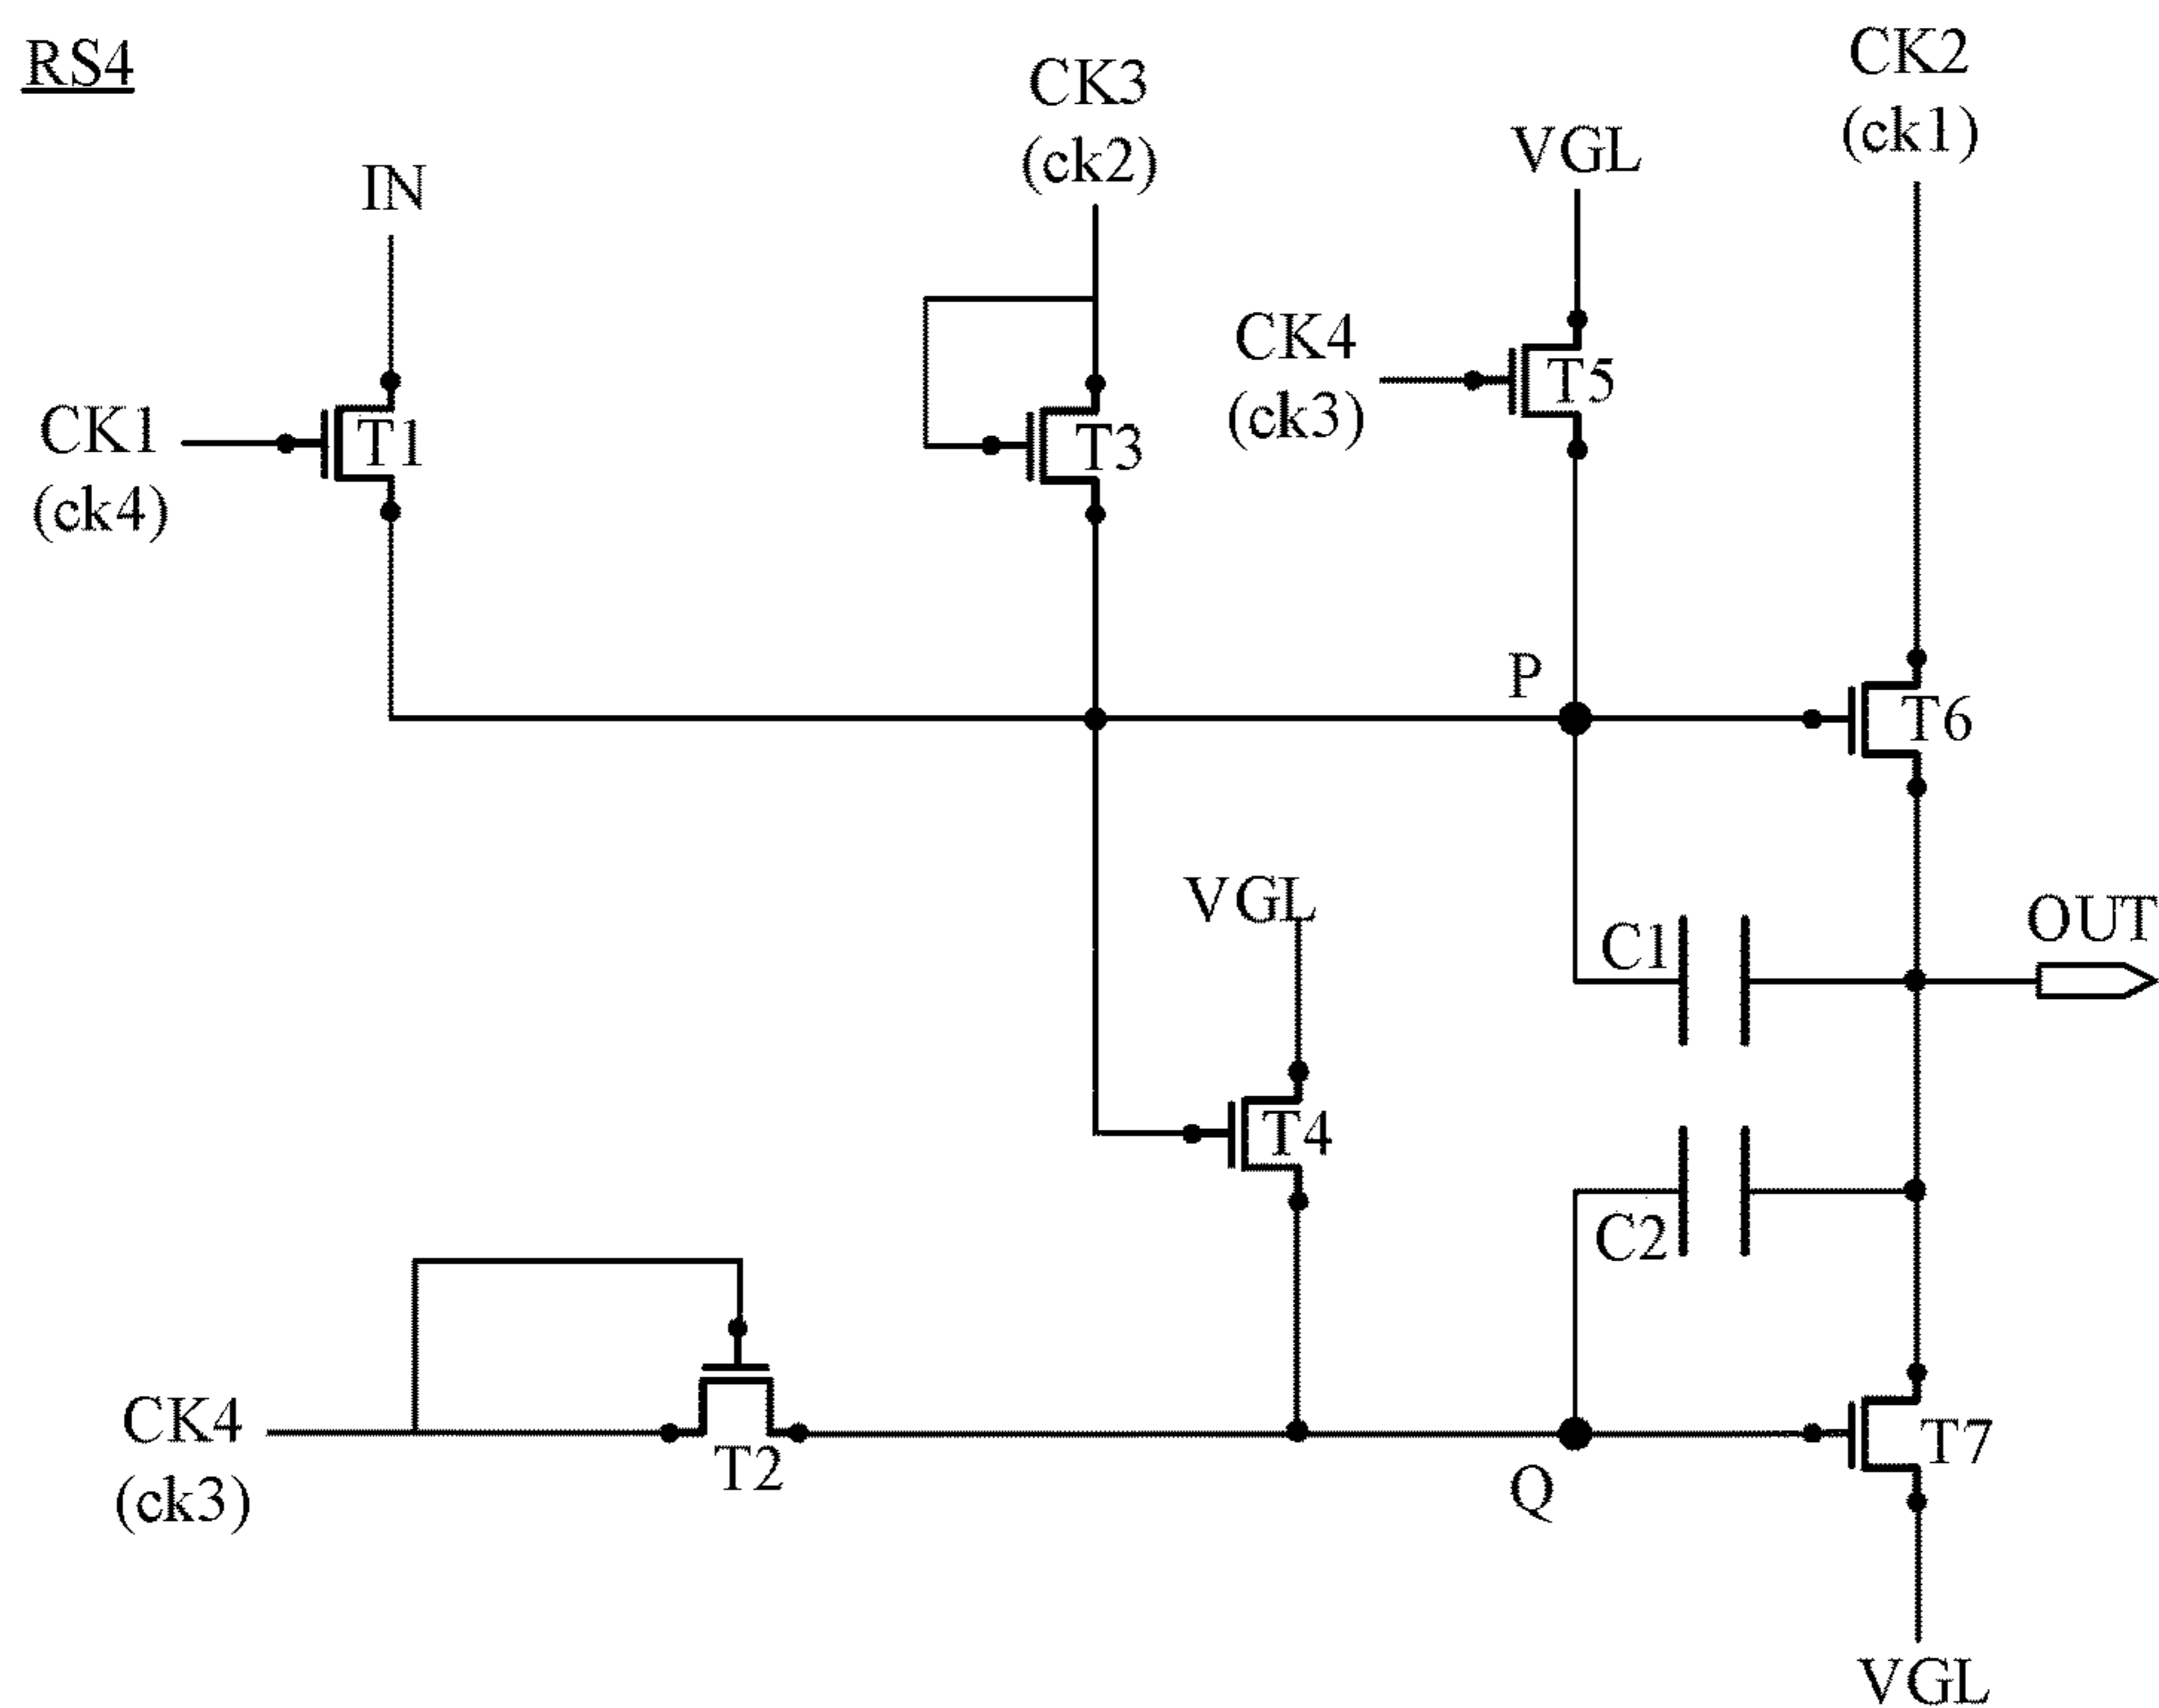 RS4
CK3
(ck2)
CK2
(ck1)
IN
VGL
CK4
(ck3)
T5
CK1
(ck4)
T1
T3
P
T6
VGL
C1
OUT
T4
C2
CK4
(ck3)
T2
Q
T7
VGL